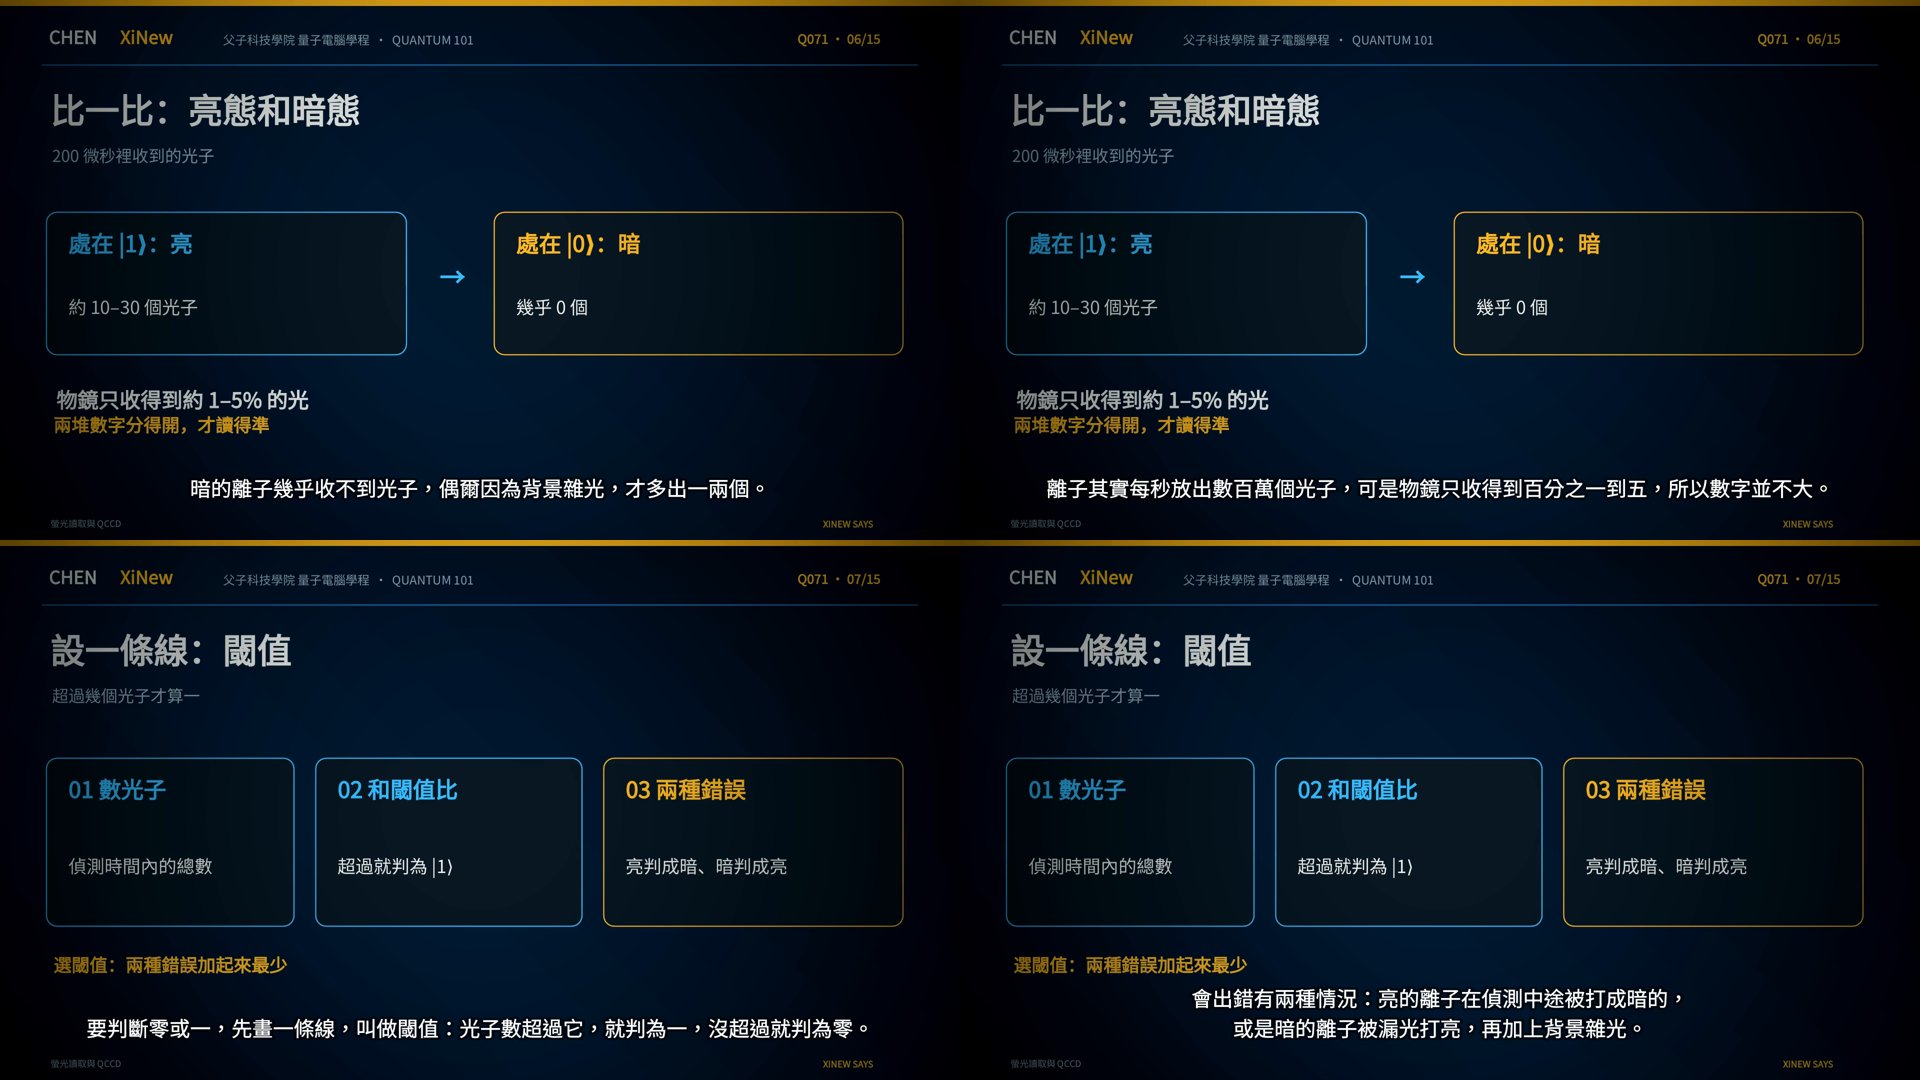 CHEN XiNew 父子科技學院 量子電腦學程 · QUANTUM 101 Q071 · 06/15
比一比：亮態和暗態
200 微秒裡收到的光子
處在 |1⟩：亮
約 10–30 個光子
→
處在 |0⟩：暗
幾乎 0 個
物鏡只收得到約 1–5% 的光
兩堆數字分得開，才讀得準
暗的離子幾乎收不到光子，偶爾因為背景雜光，才多出一兩個。
螢光讀取與 QCCD XINEW SAYS
CHEN XiNew 父子科技學院 量子電腦學程 · QUANTUM 101 Q071 · 06/15
比一比：亮態和暗態
200 微秒裡收到的光子
處在 |1⟩：亮
約 10–30 個光子
→
處在 |0⟩：暗
幾乎 0 個
物鏡只收得到約 1–5% 的光
兩堆數字分得開，才讀得準
離子其實每秒放出數百萬個光子，可是物鏡只收得到百分之一到五，所以數字並不大。
螢光讀取與 QCCD XINEW SAYS
CHEN XiNew 父子科技學院 量子電腦學程 · QUANTUM 101 Q071 · 07/15
設一條線：閾值
超過幾個光子才算一
01 數光子
偵測時間內的總數
02 和閾值比
超過就判為 |1⟩
03 兩種錯誤
亮判成暗、暗判成亮
選閾值：兩種錯誤加起來最少
要判斷零或一，先畫一條線，叫做閾值：光子數超過它，就判為一，沒超過就判為零。
螢光讀取與 QCCD XINEW SAYS
CHEN XiNew 父子科技學院 量子電腦學程 · QUANTUM 101 Q071 · 07/15
設一條線：閾值
超過幾個光子才算一
01 數光子
偵測時間內的總數
02 和閾值比
超過就判為 |1⟩
03 兩種錯誤
亮判成暗、暗判成亮
選閾值：兩種錯誤加起來最少
會出錯有兩種情況：亮的離子在偵測中途被打成暗的，
或是暗的離子被漏光打亮，再加上背景雜光。
螢光讀取與 QCCD XINEW SAYS